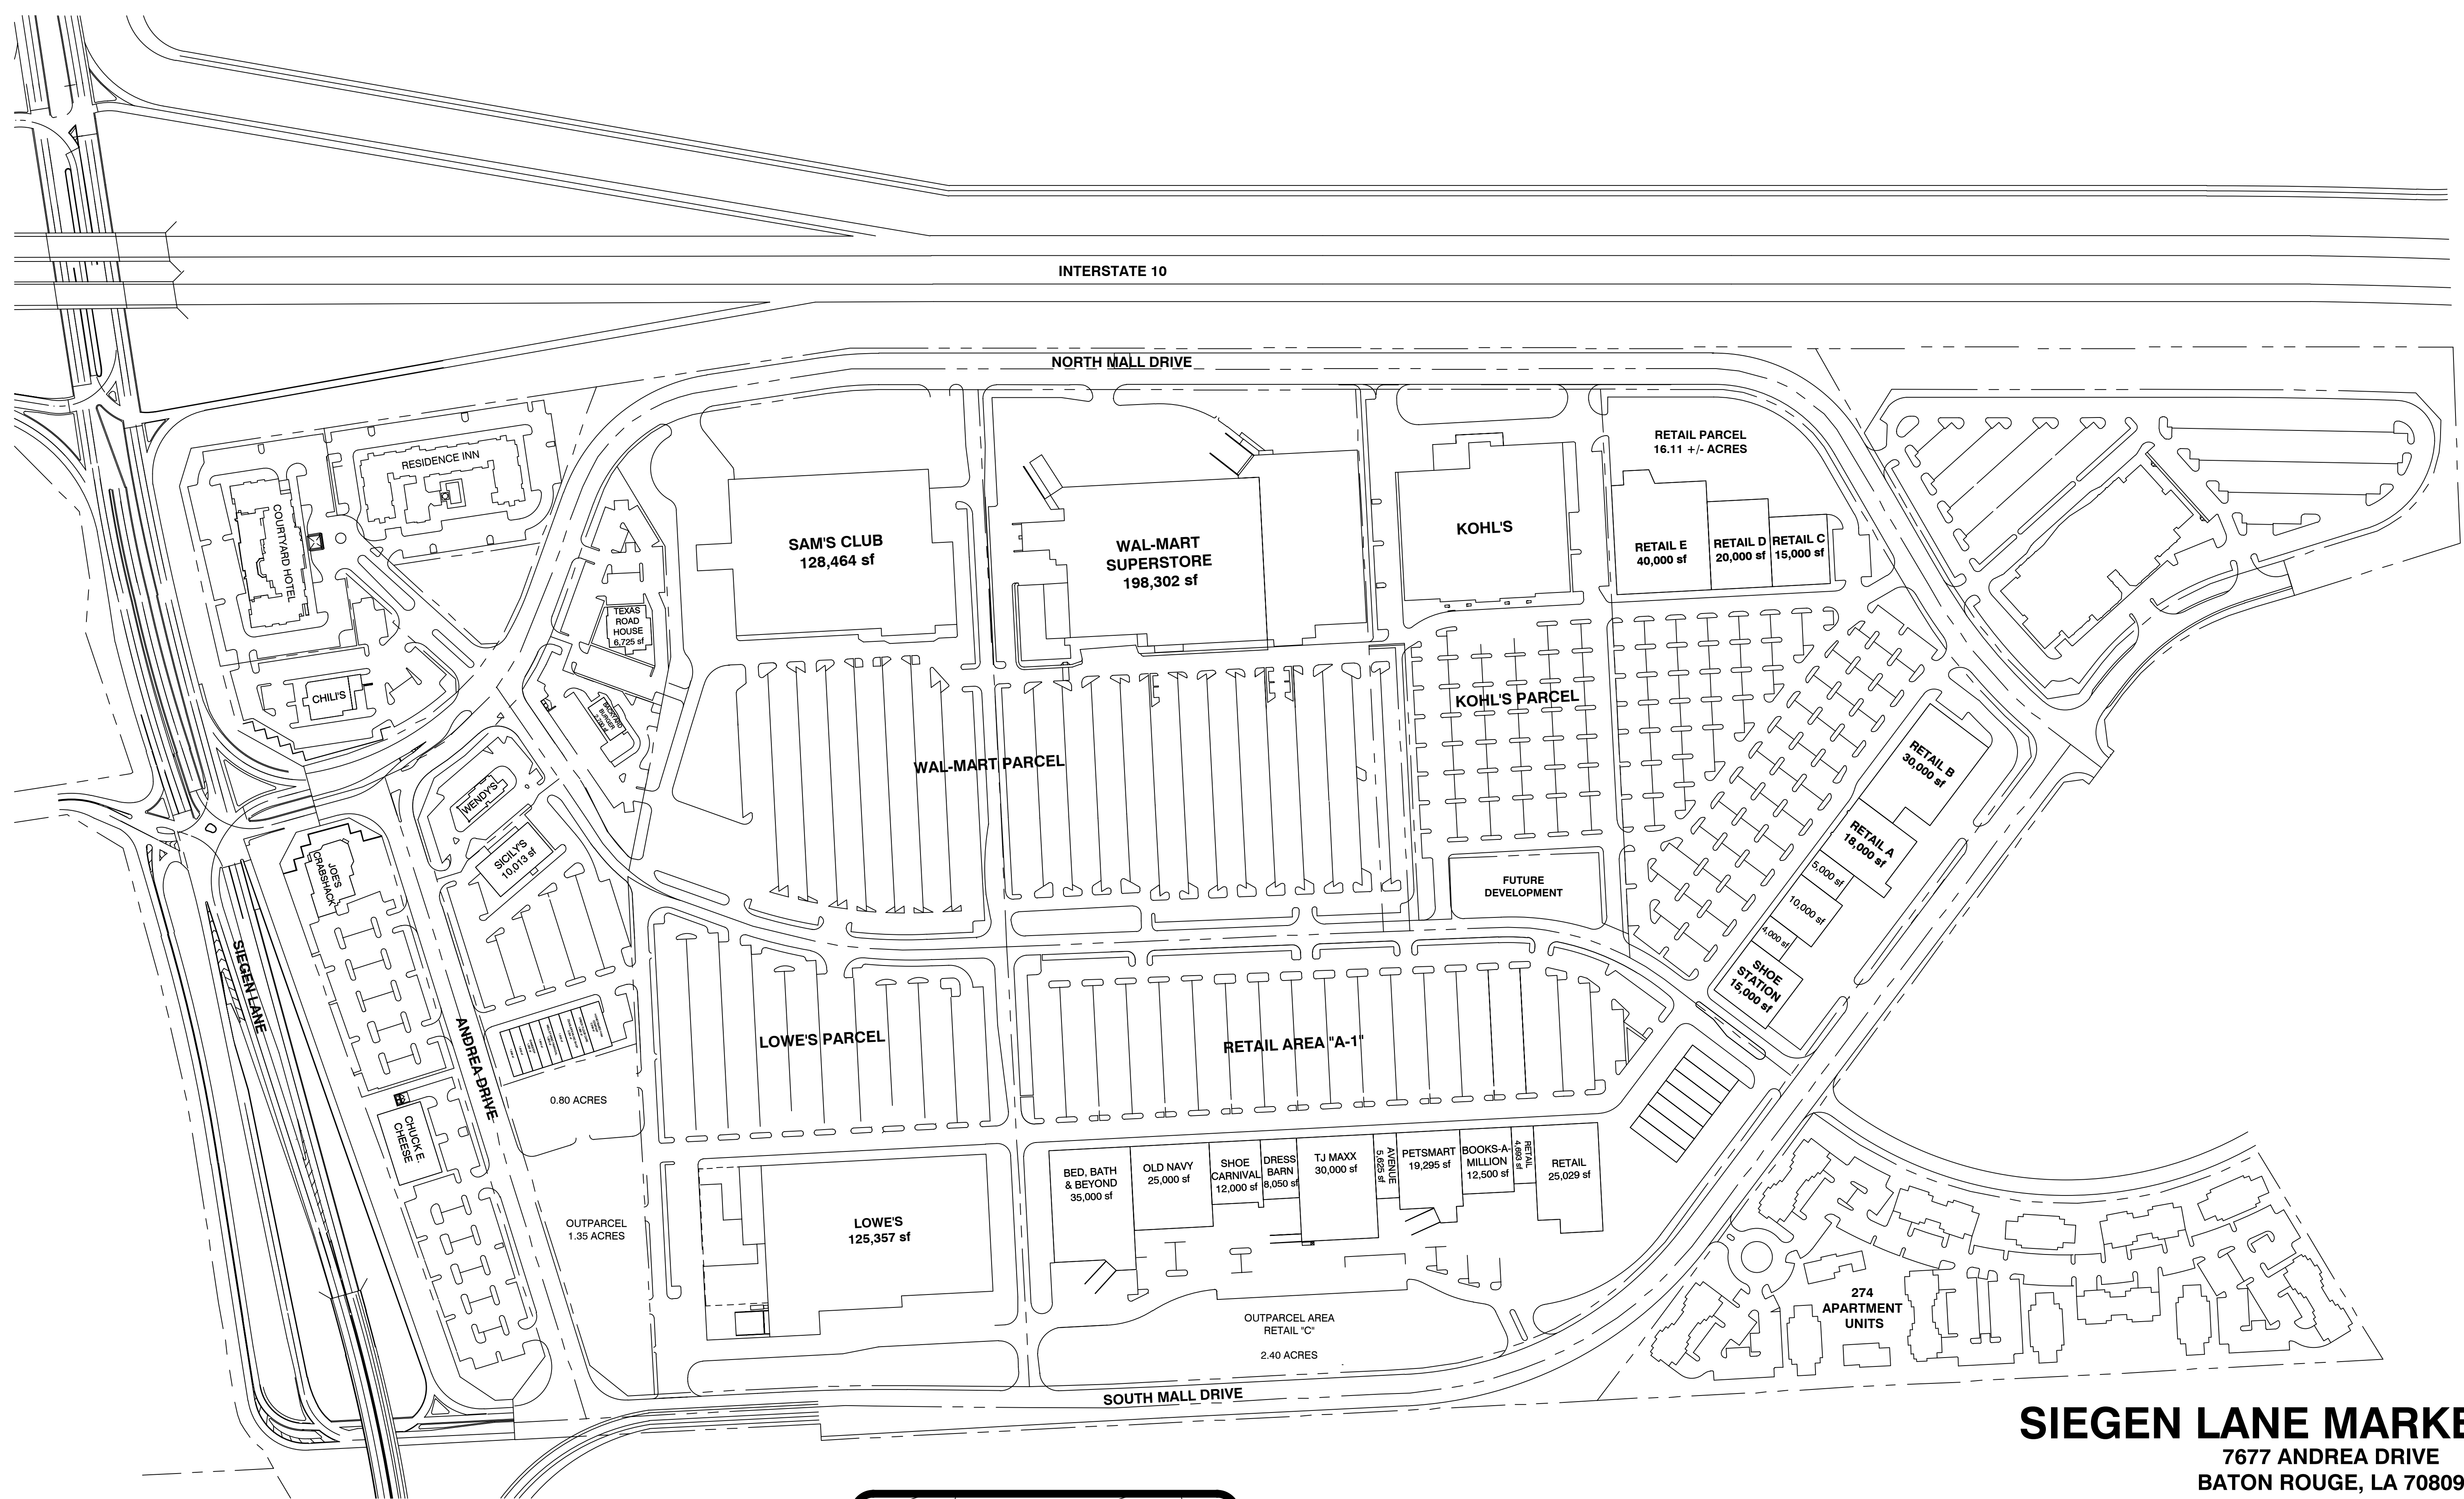 INTERSTATE 10
NORTH MALL DRIVE
RESIDENCE INN
COURTYARD HOTEL
CHILI'S
TEXAS
ROAD
HOUSE
6,725 sf
BACKYARD
BURGER
WENDY'S
SICILY'S
10,013 sf
JOE'S
CRABSHACK
SIEGEN LANE
ANDREA DRIVE
CHUCK E.
CHEESE
0.80 ACRES
OUTPARCEL
1.35 ACRES
SAM'S CLUB
128,464 sf
WAL-MART
SUPERSTORE
198,302 sf
WAL-MART PARCEL
KOHL'S
KOHL'S PARCEL
RETAIL PARCEL
16.11 +/- ACRES
RETAIL E
40,000 sf
RETAIL D
20,000 sf
RETAIL C
15,000 sf
RETAIL B
30,000 sf
RETAIL A
18,000 sf
5,000 sf
10,000 sf
4,000 sf
SHOE
STATION
15,000 sf
FUTURE
DEVELOPMENT
LOWE'S PARCEL
RETAIL AREA "A-1"
LOWE'S
125,357 sf
BED, BATH
& BEYOND
35,000 sf
OLD NAVY
25,000 sf
SHOE
CARNIVAL
12,000 sf
DRESS
BARN
8,050 sf
TJ MAXX
30,000 sf
AVENUE
5,625 sf
PETSMART
19,295 sf
BOOKS-A-
MILLION
12,500 sf
RETAIL
4,693 sf
RETAIL
25,029 sf
OUTPARCEL AREA
RETAIL "C"
2.40 ACRES
SOUTH MALL DRIVE
274
APARTMENT
UNITS
SIEGEN LANE MARKE
7677 ANDREA DRIVE
BATON ROUGE, LA 70809